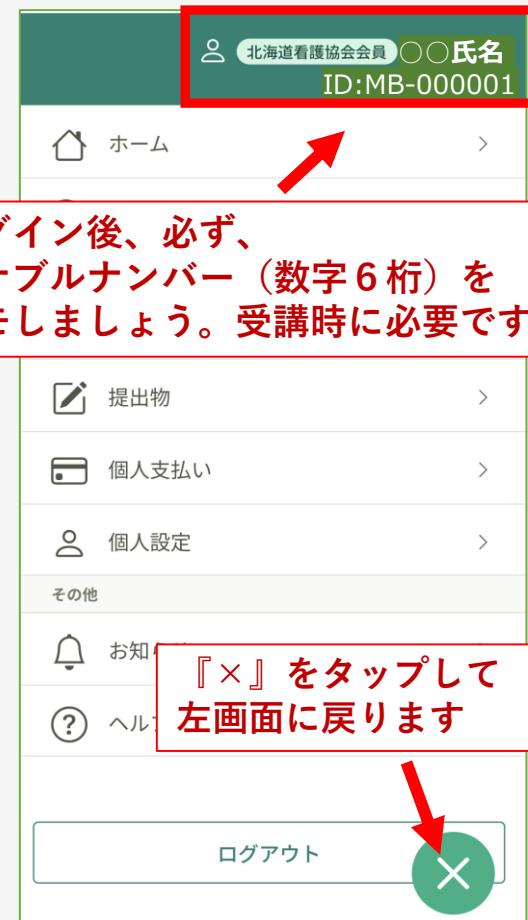 北海道看護協会会員 〇〇氏名
ID:MB-000001
ホーム
グイン後、必ず、
ナブルナンバー（数字６桁）を
しましょう。受講時に必要です
提出物
個人支払い
個人設定
その他
お知
『×』をタップして
左画面に戻ります
ヘル
ログアウト